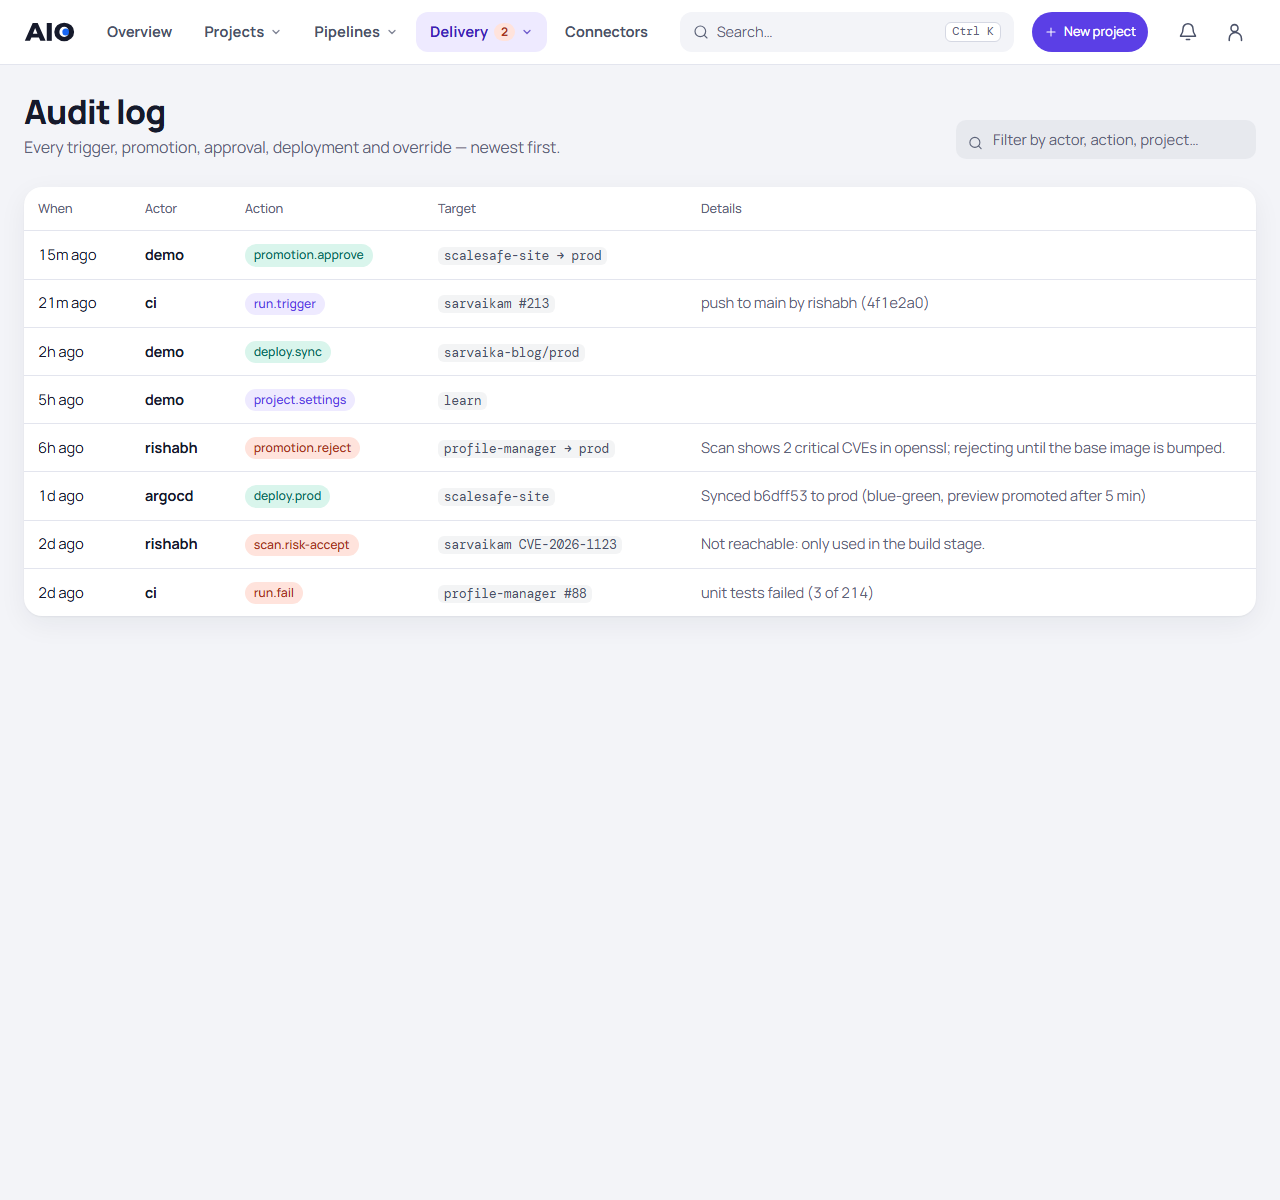 AIO Overview Projects Pipelines Delivery 2 Connectors Search... Ctrl K + New project
Audit log
Every trigger, promotion, approval, deployment and override — newest first.
Filter by actor, action, project...
When Actor Action Target Details
15m ago demo promotion.approve scalesafe-site → prod
21m ago ci run.trigger sarvaikam #213 push to main by rishabh (4f1e2a0)
2h ago demo deploy.sync sarvaika-blog/prod
5h ago demo project.settings learn
6h ago rishabh promotion.reject profile-manager → prod Scan shows 2 critical CVEs in openssl; rejecting until the base image is bumped.
1d ago argocd deploy.prod scalesafe-site Synced b6dff53 to prod (blue-green, preview promoted after 5 min)
2d ago rishabh scan.risk-accept sarvaikam CVE-2026-1123 Not reachable: only used in the build stage.
2d ago ci run.fail profile-manager #88 unit tests failed (3 of 214)